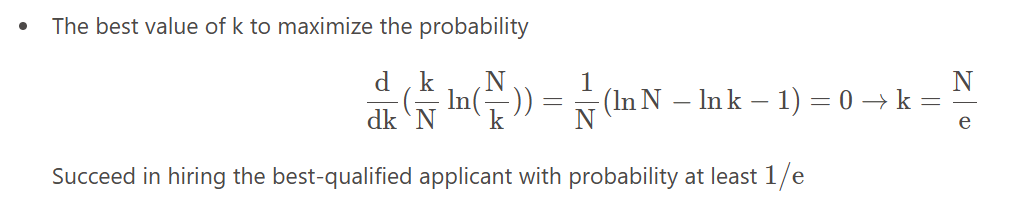 • The best value of k to maximize the probability
d/dk (k/N ln(N/k)) = 1/N (ln N − ln k − 1) = 0 → k = N/e
Succeed in hiring the best-qualified applicant with probability at least 1/e